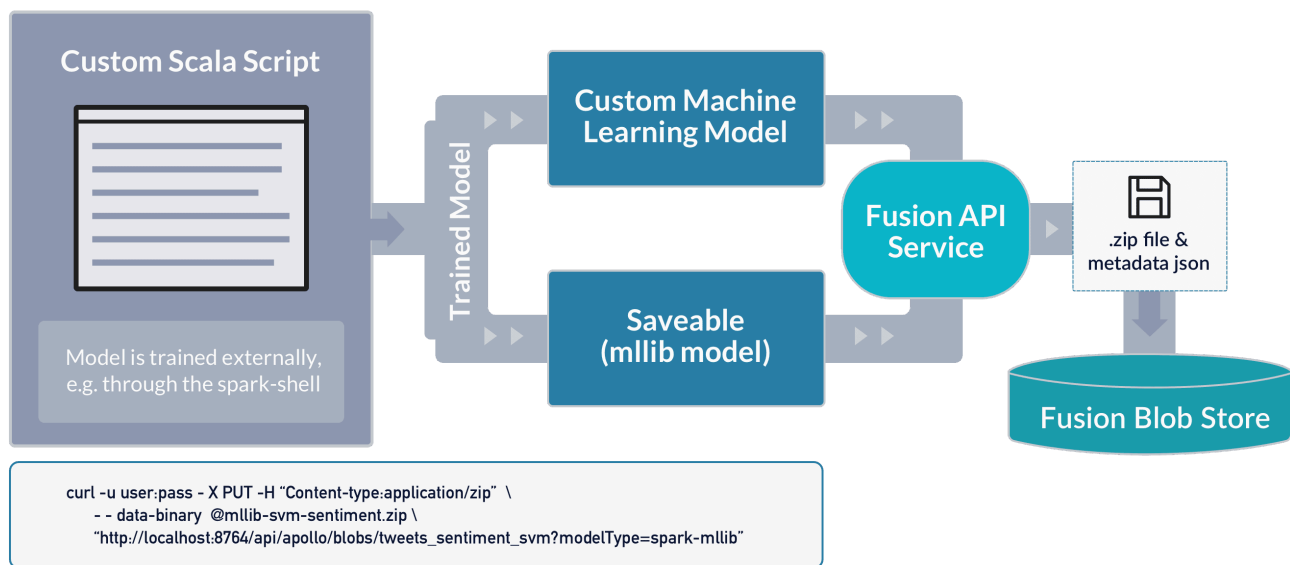 Custom Scala Script
Model is trained externally,
e.g. through the spark-shell
Trained Model
Custom Machine
Learning Model
Saveable
(mllib model)
Fusion API
Service
.zip file &
metadata json
Fusion Blob Store
curl -u user:pass - X PUT -H “Content-type:application/zip” \
- - data-binary @mllib-svm-sentiment.zip \
“http://localhost:8764/api/apollo/blobs/tweets_sentiment_svm?modelType=spark-mllib”